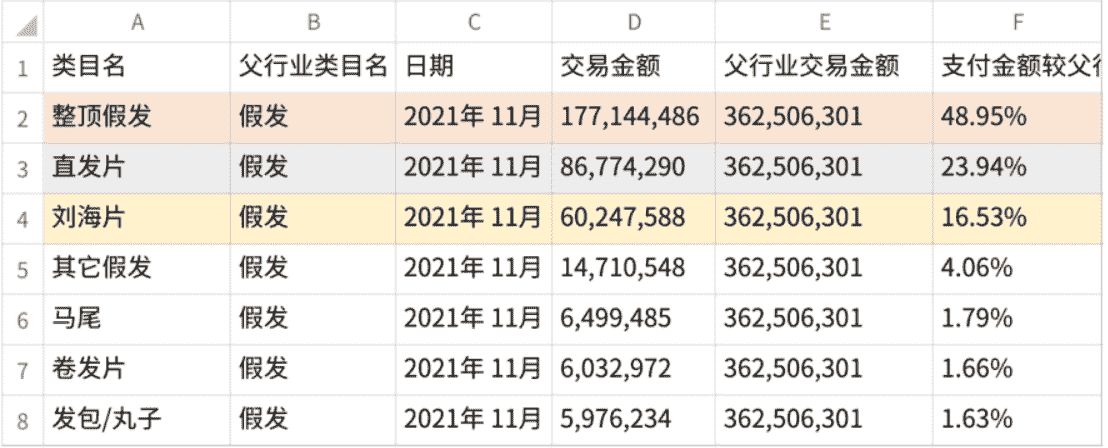 A B C D E F
1 类目名 父行业类目名 日期 交易金额 父行业交易金额 支付金额较父行
2 整顶假发 假发 2021年 11月 177,144,486 362,506,301 48.95%
3 直发片 假发 2021年 11月 86,774,290 362,506,301 23.94%
4 刘海片 假发 2021年 11月 60,247,588 362,506,301 16.53%
5 其它假发 假发 2021年 11月 14,710,548 362,506,301 4.06%
6 马尾 假发 2021年 11月 6,499,485 362,506,301 1.79%
7 卷发片 假发 2021年 11月 6,032,972 362,506,301 1.66%
8 发包/丸子 假发 2021年 11月 5,976,234 362,506,301 1.63%